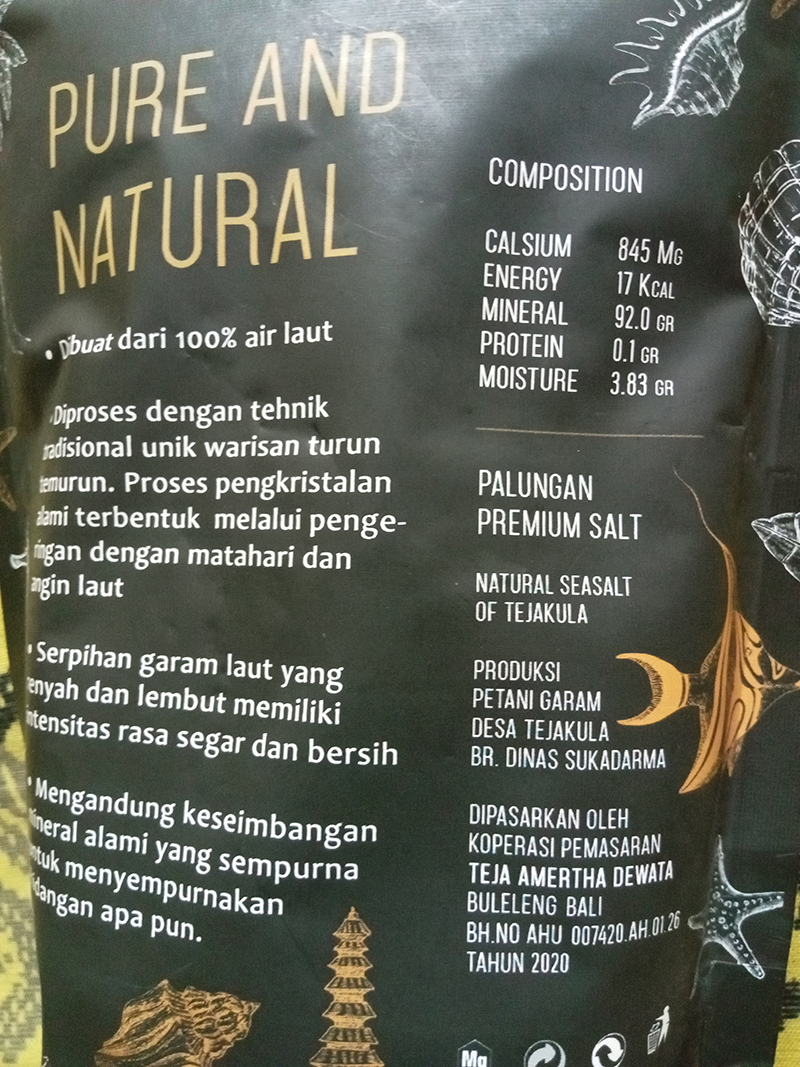 PURE AND
NATURAL
• Dibuat dari 100% air laut
•Diproses dengan tehnik
tradisional unik warisan turun
temurun. Proses pengkristalan
alami terbentuk melalui penge-
ringan dengan matahari dan
angin laut
• Serpihan garam laut yang
renyah dan lembut memiliki
intensitas rasa segar dan bersih
• Mengandung keseimbangan
mineral alami yang sempurna
untuk menyempurnakan
hidangan apa pun.
COMPOSITION
CALSIUM 845 MG
ENERGY 17 KCAL
MINERAL 92.0 GR
PROTEIN 0.1 GR
MOISTURE 3.83 GR
PALUNGAN
PREMIUM SALT
NATURAL SEASALT
OF TEJAKULA
PRODUKSI
PETANI GARAM
DESA TEJAKULA
BR. DINAS SUKADARMA
DIPASARKAN OLEH
KOPERASI PEMASARAN
TEJA AMERTHA DEWATA
BULELENG BALI
BH.NO AHU 007420.AH.01.26
TAHUN 2020
Mg